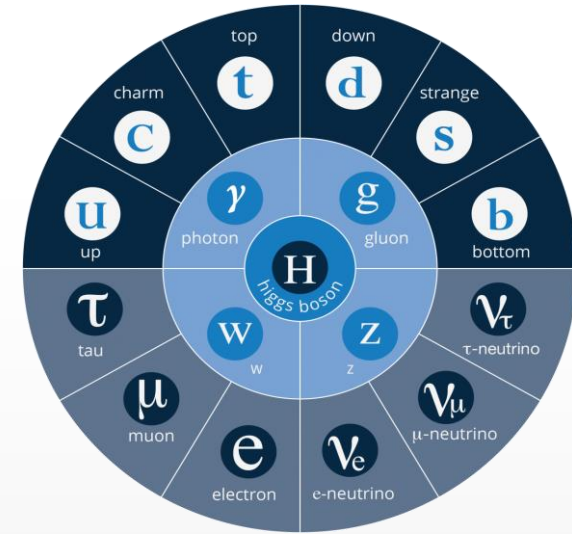 top
t
down
d
charm
c
strange
s
u
up
b
bottom
γ
photon
g
gluon
H
higgs boson
w
w
z
z
τ
tau
ντ
τ-neutrino
μ
muon
νμ
μ-neutrino
e
electron
νe
e-neutrino